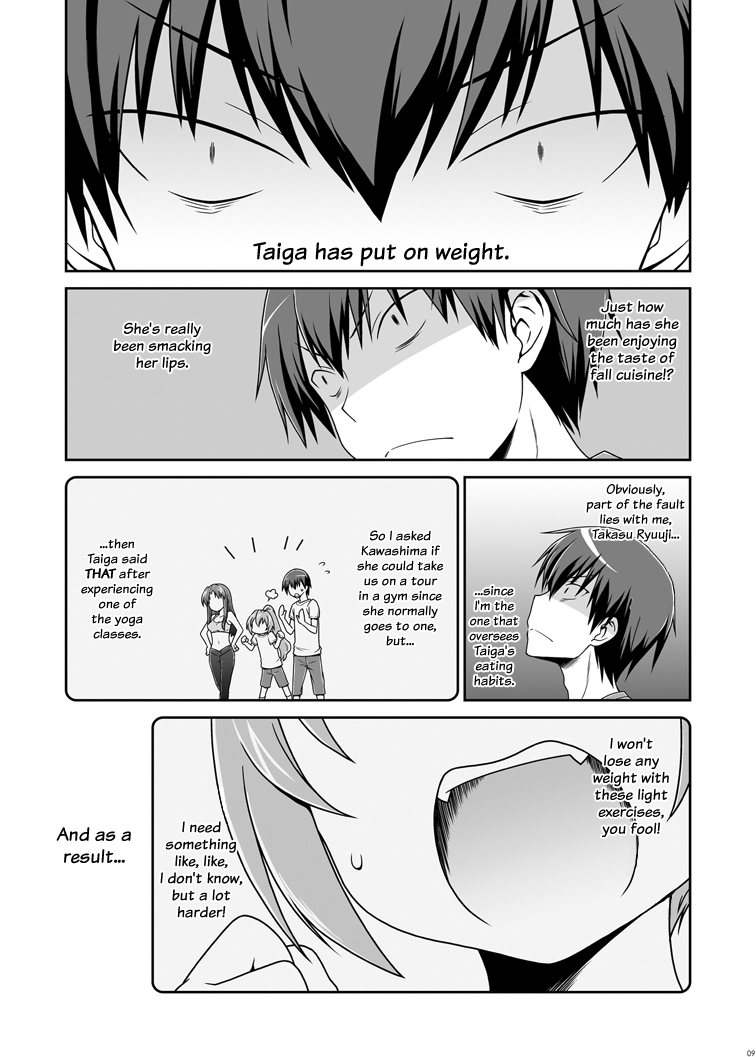 Taiga has put on weight.
Just how
much has she
been enjoying
the taste of
fall cuisine!?
She's really
been smacking
her lips.
Obviously,
part of the fault
lies with me,
Takasu Ryuuji...
...since
I'm the
one that
oversees
Taiga's
eating
habits.
So I asked
Kawashima if
she could take
us on a tour
in a gym since
she normally
goes to one,
but...
...then
Taiga said
THAT after
experiencing
one of
the yoga
classes.
I won't
lose any
weight with
these light
exercises,
you fool!
I need
something
like, like,
I don't know,
but a lot
harder!
And as a
result...
09